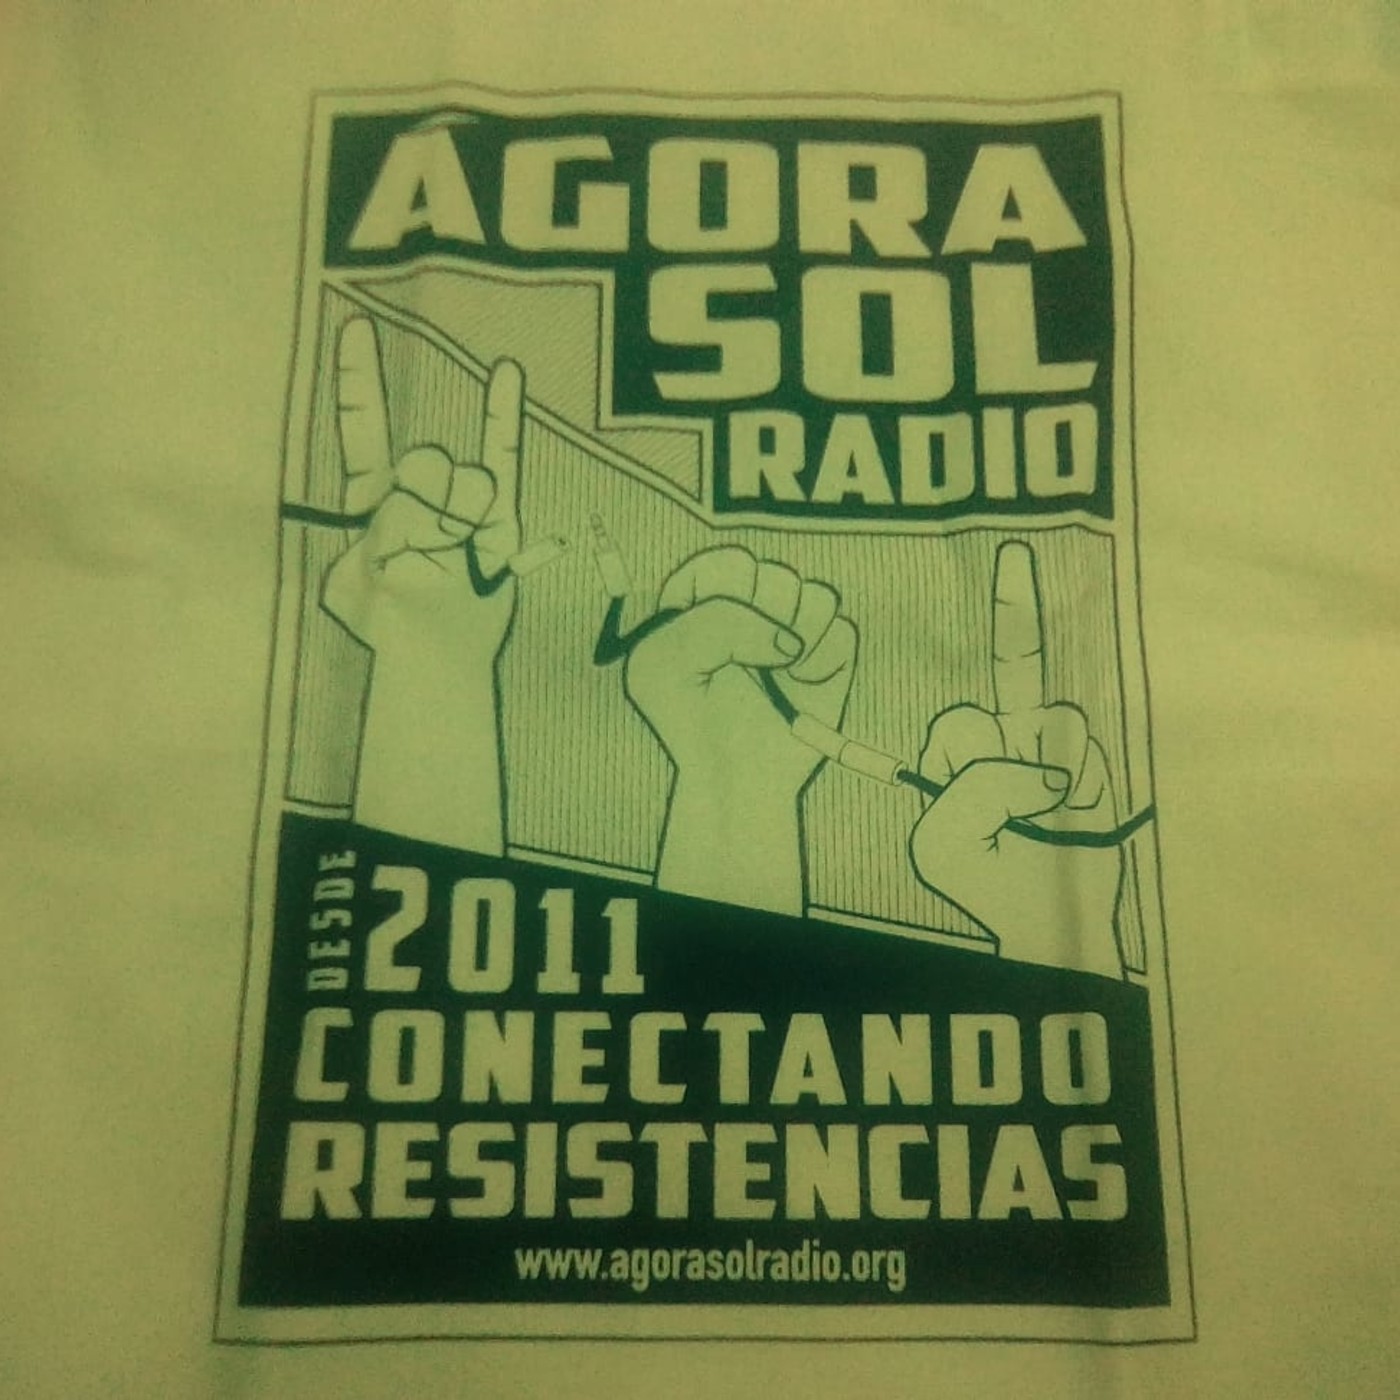 ÁGORA
SOL
RADIO
DESDE
2011
CONECTANDO
RESISTENCIAS
www.agorasolradio.org